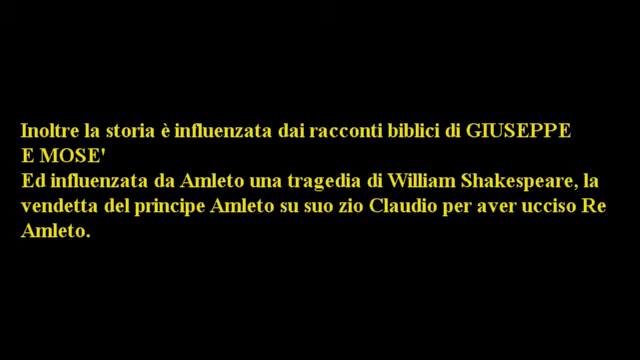 Inoltre la storia è influenzata dai racconti biblici di GIUSEPPE
E MOSE'
Ed influenzata da Amleto una tragedia di William Shakespeare, la
vendetta del principe Amleto su suo zio Claudio per aver ucciso Re
Amleto.